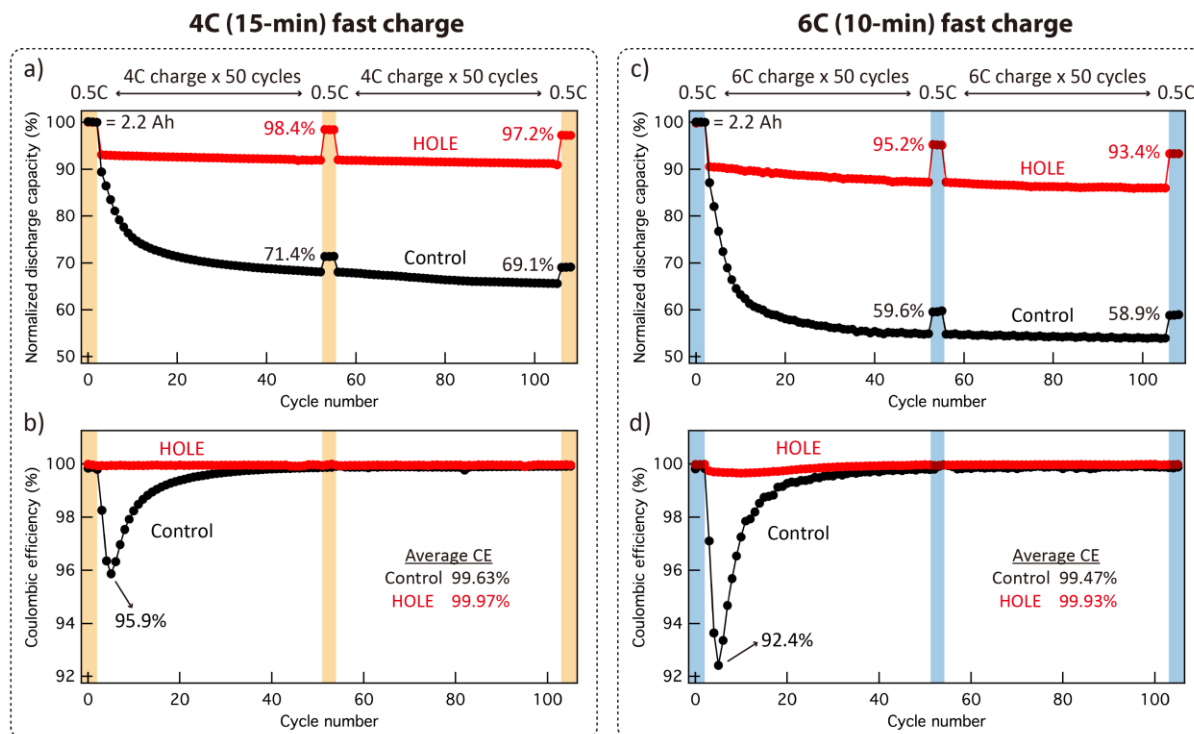 4C (15-min) fast charge
a)
4C charge x 50 cycles
4C charge x 50 cycles
0.5C
0.5C
0.5C
Normalized discharge capacity (%)
100
90
80
70
60
50
= 2.2 Ah
98.4%
HOLE
97.2%
71.4%
Control
69.1%
0
20
40
60
80
100
Cycle number
b)
Coulombic efficiency (%)
100
98
96
94
92
HOLE
Control
95.9%
Average CE
Control 99.63%
HOLE 99.97%
0
20
40
60
80
100
Cycle number
6C (10-min) fast charge
c)
6C charge x 50 cycles
6C charge x 50 cycles
0.5C
0.5C
0.5C
Normalized discharge capacity (%)
100
90
80
70
60
50
= 2.2 Ah
95.2%
HOLE
93.4%
59.6%
Control
58.9%
0
20
40
60
80
100
Cycle number
d)
Coulombic efficiency (%)
100
98
96
94
92
HOLE
Control
92.4%
Average CE
Control 99.47%
HOLE 99.93%
0
20
40
60
80
100
Cycle number